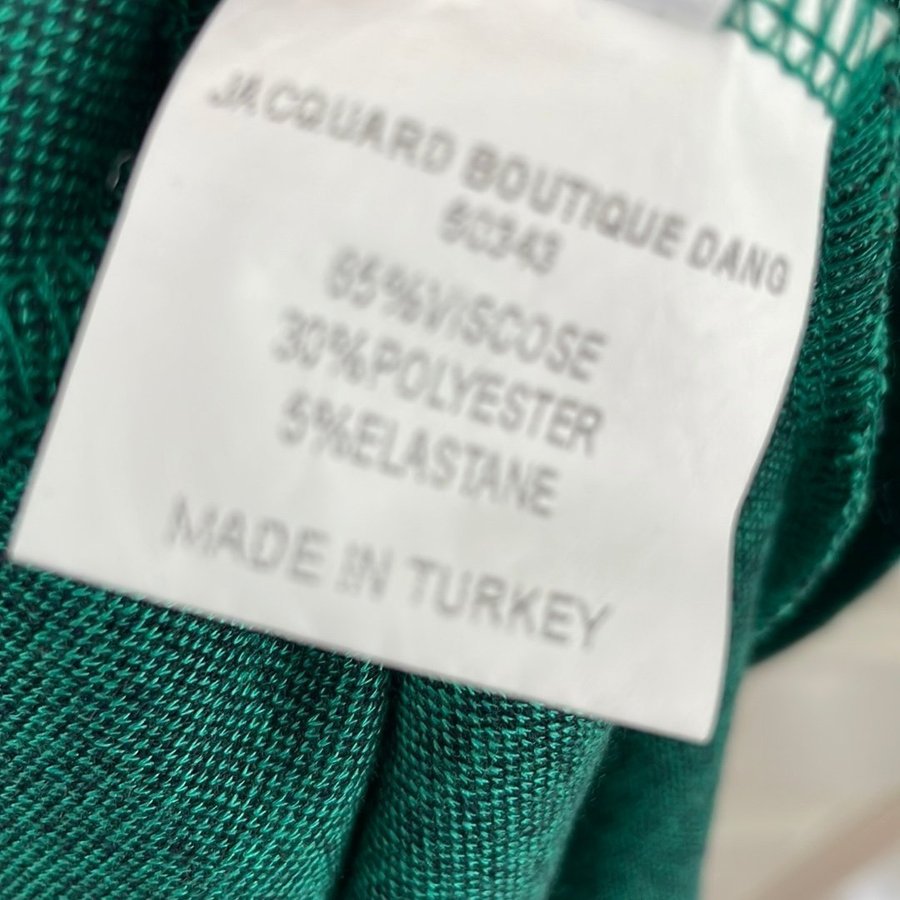 JACQUARD BOUTIQUE DANG
60343
65%VISCOSE
30%POLYESTER
5%ELASTANE
MADE IN TURKEY